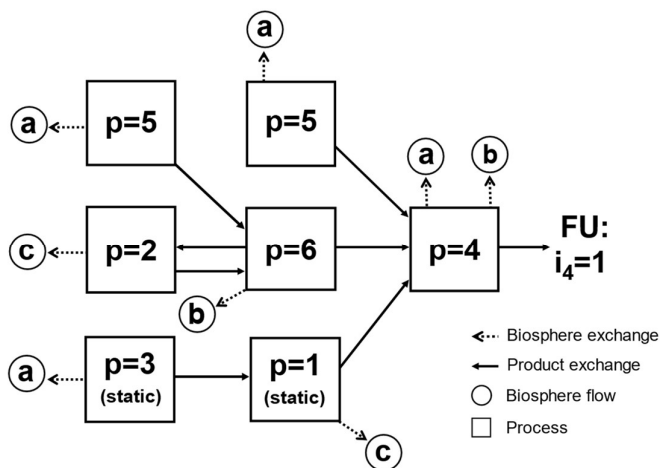 a
a
p=5
p=5
a
b
c
p=2
p=6
p=4
FU:
i4=1
b
a
p=3
(static)
p=1
(static)
c
Biosphere exchange
Product exchange
Biosphere flow
Process